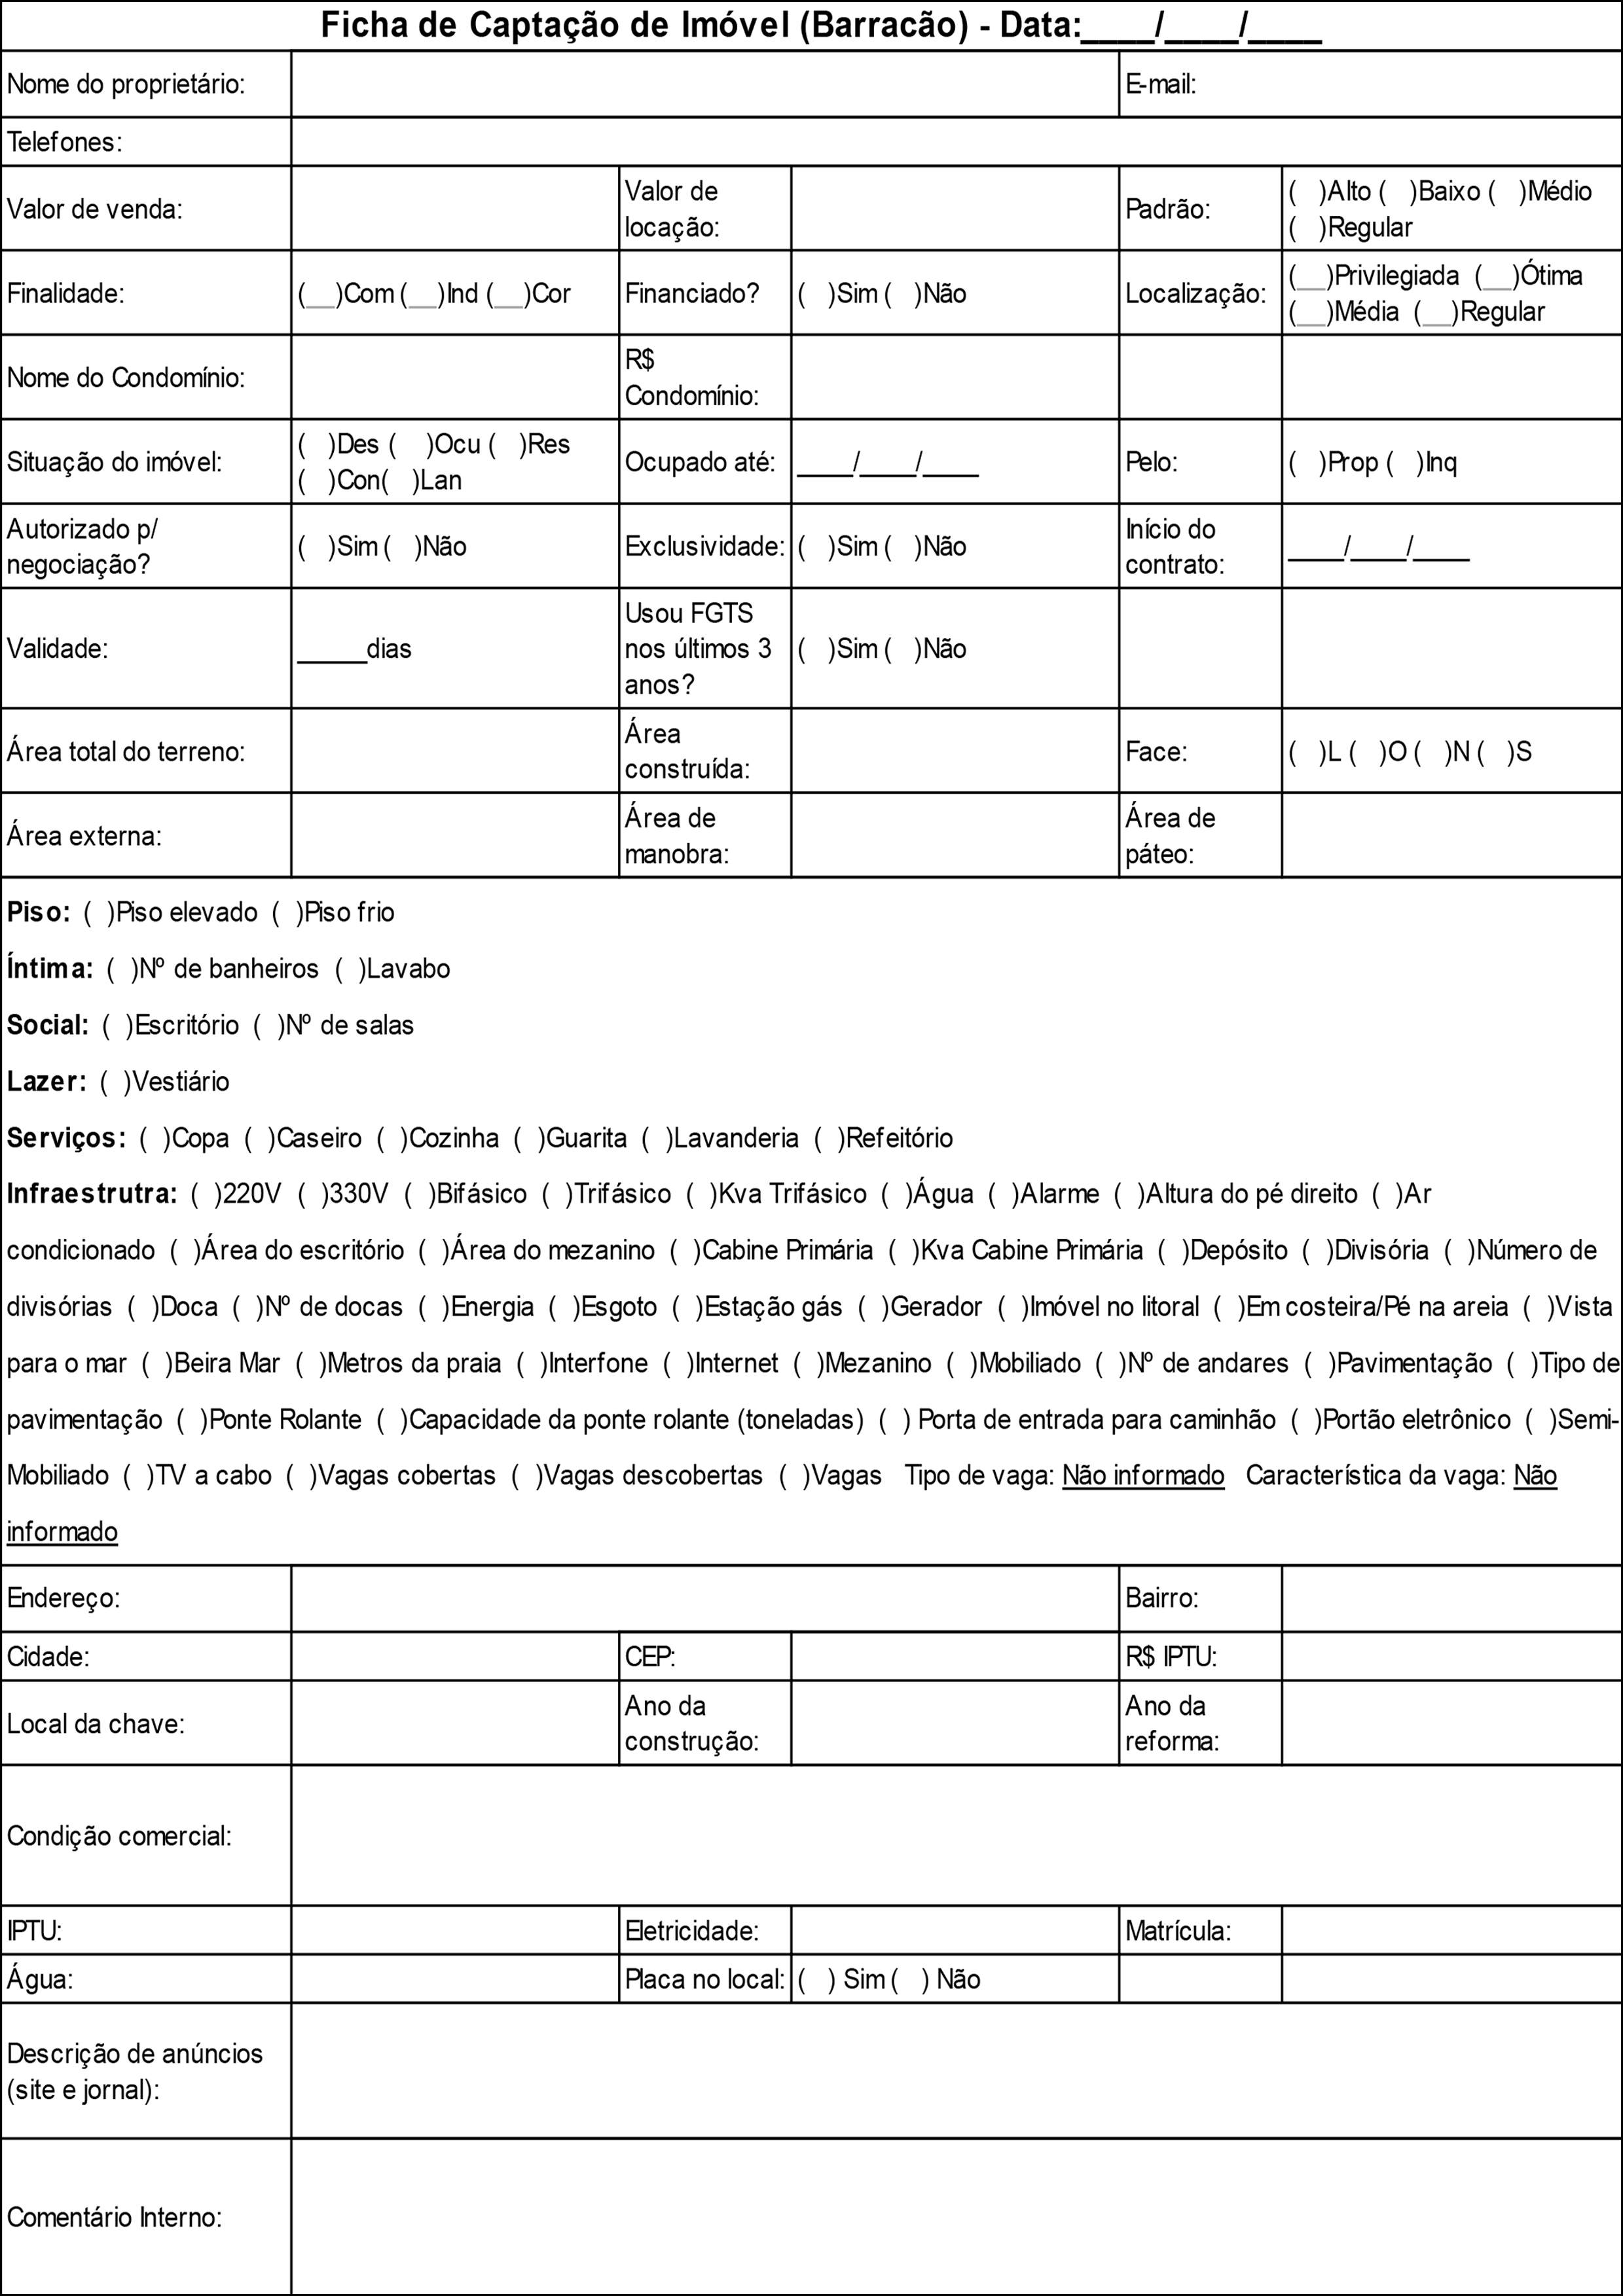 Ficha de Captação de Imóvel (Barracão) - Data:____/____/____
Nome do proprietário: E-mail:
Telefones:
Valor de venda: Valor de locação: Padrão: ( )Alto ( )Baixo ( )Médio ( )Regular
Finalidade: (__)Com (__)Ind (__)Cor Financiado? ( )Sim ( )Não Localização: (__)Privilegiada (__)Ótima (__)Média (__)Regular
Nome do Condomínio: R$ Condomínio:
Situação do imóvel: ( )Des ( )Ocu ( )Res ( )Con( )Lan Ocupado até: ____/____/____ Pelo: ( )Prop ( )Inq
Autorizado p/ negociação? ( )Sim ( )Não Exclusividade: ( )Sim ( )Não Início do contrato: ____/____/____
Validade: _____dias Usou FGTS nos últimos 3 anos? ( )Sim ( )Não
Área total do terreno: Área construída: Face: ( )L ( )O ( )N ( )S
Área externa: Área de manobra: Área de páteo:
Piso: ( )Piso elevado ( )Piso frio
Íntima: ( )Nº de banheiros ( )Lavabo
Social: ( )Escritório ( )Nº de salas
Lazer: ( )Vestiário
Serviços: ( )Copa ( )Caseiro ( )Cozinha ( )Guarita ( )Lavanderia ( )Refeitório
Infraestrutra: ( )220V ( )330V ( )Bifásico ( )Trifásico ( )Kva Trifásico ( )Água ( )Alarme ( )Altura do pé direito ( )Ar
condicionado ( )Área do escritório ( )Área do mezanino ( )Cabine Primária ( )Kva Cabine Primária ( )Depósito ( )Divisória ( )Número de
divisórias ( )Doca ( )Nº de docas ( )Energia ( )Esgoto ( )Estação gás ( )Gerador ( )Imóvel no litoral ( )Em costeira/Pé na areia ( )Vista
para o mar ( )Beira Mar ( )Metros da praia ( )Interfone ( )Internet ( )Mezanino ( )Mobiliado ( )Nº de andares ( )Pavimentação ( )Tipo de
pavimentação ( )Ponte Rolante ( )Capacidade da ponte rolante (toneladas) ( ) Porta de entrada para caminhão ( )Portão eletrônico ( )Semi-
Mobiliado ( )TV a cabo ( )Vagas cobertas ( )Vagas descobertas ( )Vagas Tipo de vaga: Não informado Característica da vaga: Não
informado
Endereço: Bairro:
Cidade: CEP: R$ IPTU:
Local da chave: Ano da construção: Ano da reforma:
Condição comercial:
IPTU: Eletricidade: Matrícula:
Água: Placa no local: ( ) Sim ( ) Não
Descrição de anúncios
(site e jornal):
Comentário Interno: